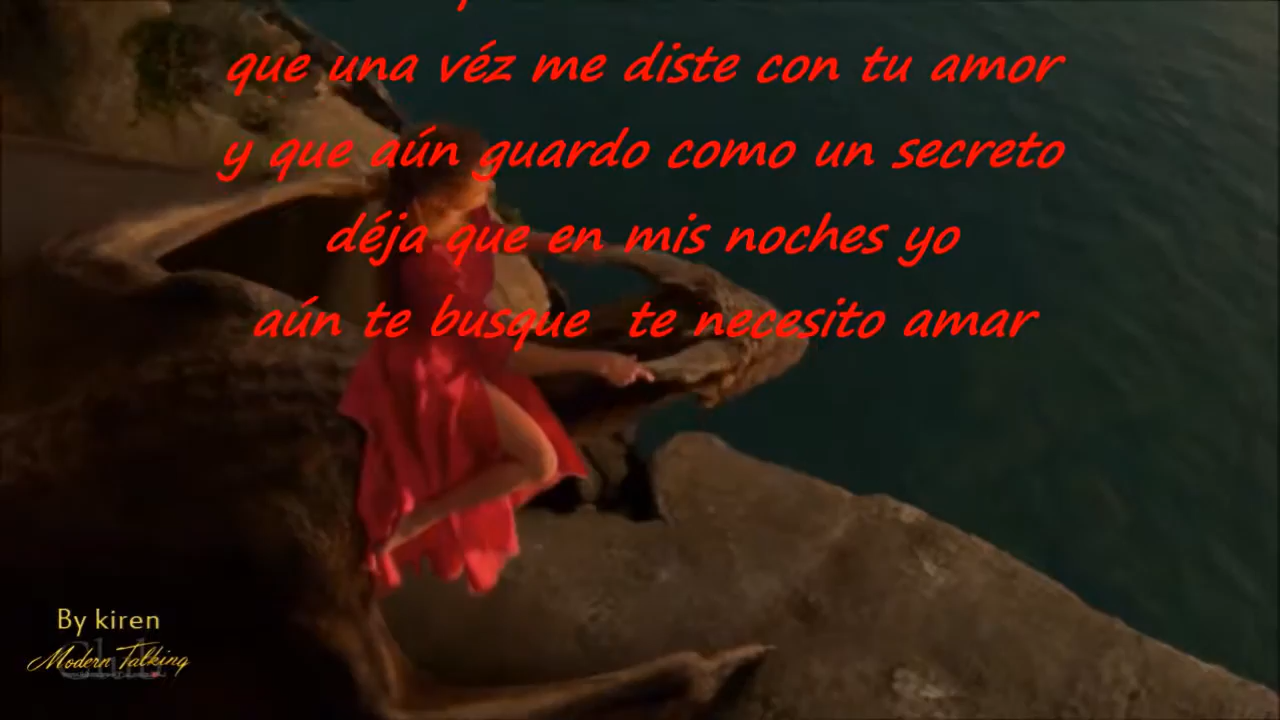 que una véz me diste con tu amor
y que aún guardo como un secreto
déja que en mis noches yo
aún te busque te necesito amar
By kiren
Modern Talking
Club